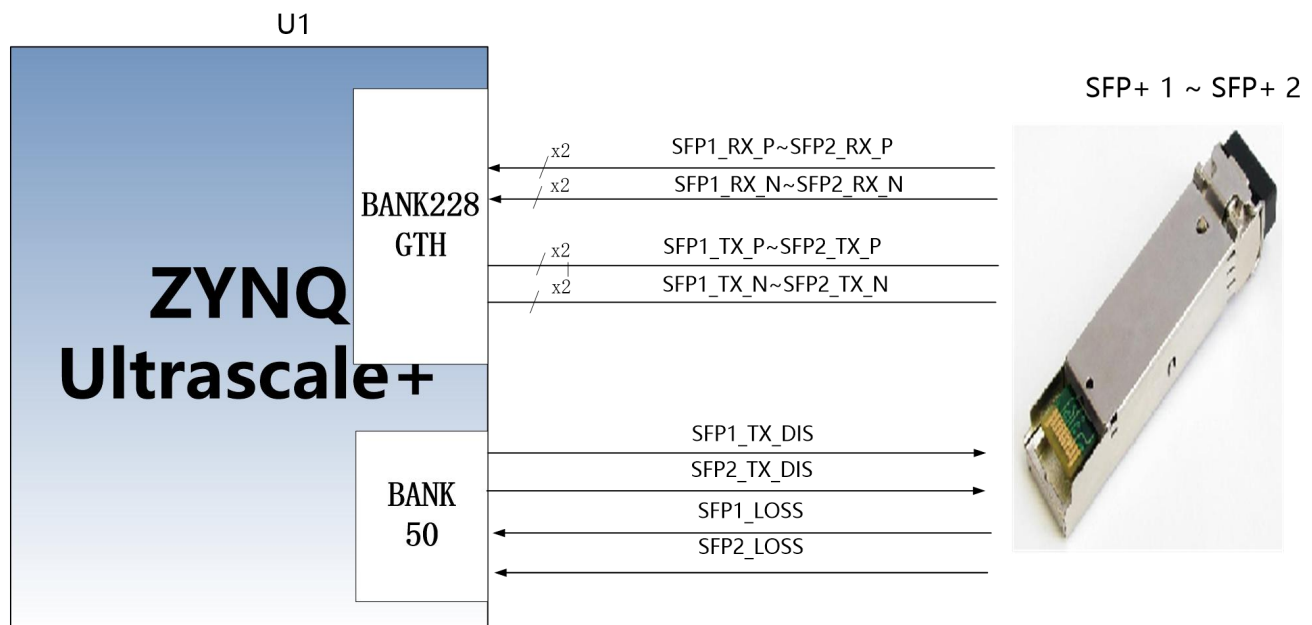 U1
SFP+ 1 ~ SFP+ 2
x2
SFP1_RX_P~SFP2_RX_P
x2
SFP1_RX_N~SFP2_RX_N
BANK228
GTH
x2
SFP1_TX_P~SFP2_TX_P
x2
SFP1_TX_N~SFP2_TX_N
ZYNQ
Ultrascale+
SFP1_TX_DIS
SFP2_TX_DIS
BANK
50
SFP1_LOSS
SFP2_LOSS